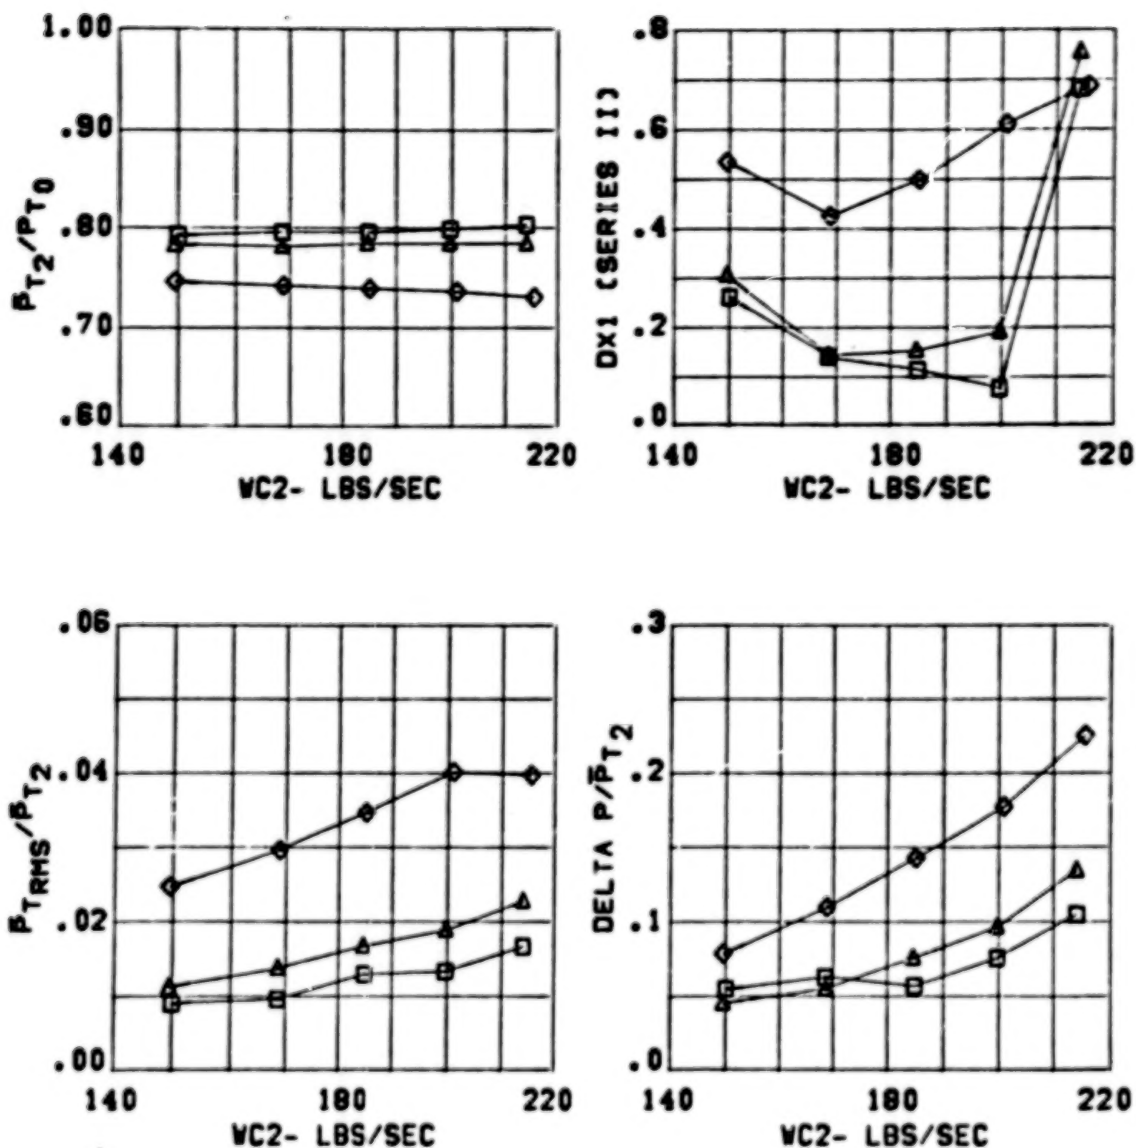 1.00
.90
.80
.70
.60
P̄T2/PT0
140 180 220
WC2- LBS/SEC
.8
.6
.4
.2
.0
DX1 (SERIES II)
140 180 220
WC2- LBS/SEC
.06
.04
.02
.00
P̄TRMS/P̄T2
140 180 220
WC2- LBS/SEC
.3
.2
.1
.0
DELTA P/P̄T2
140 180 220
WC2- LBS/SEC